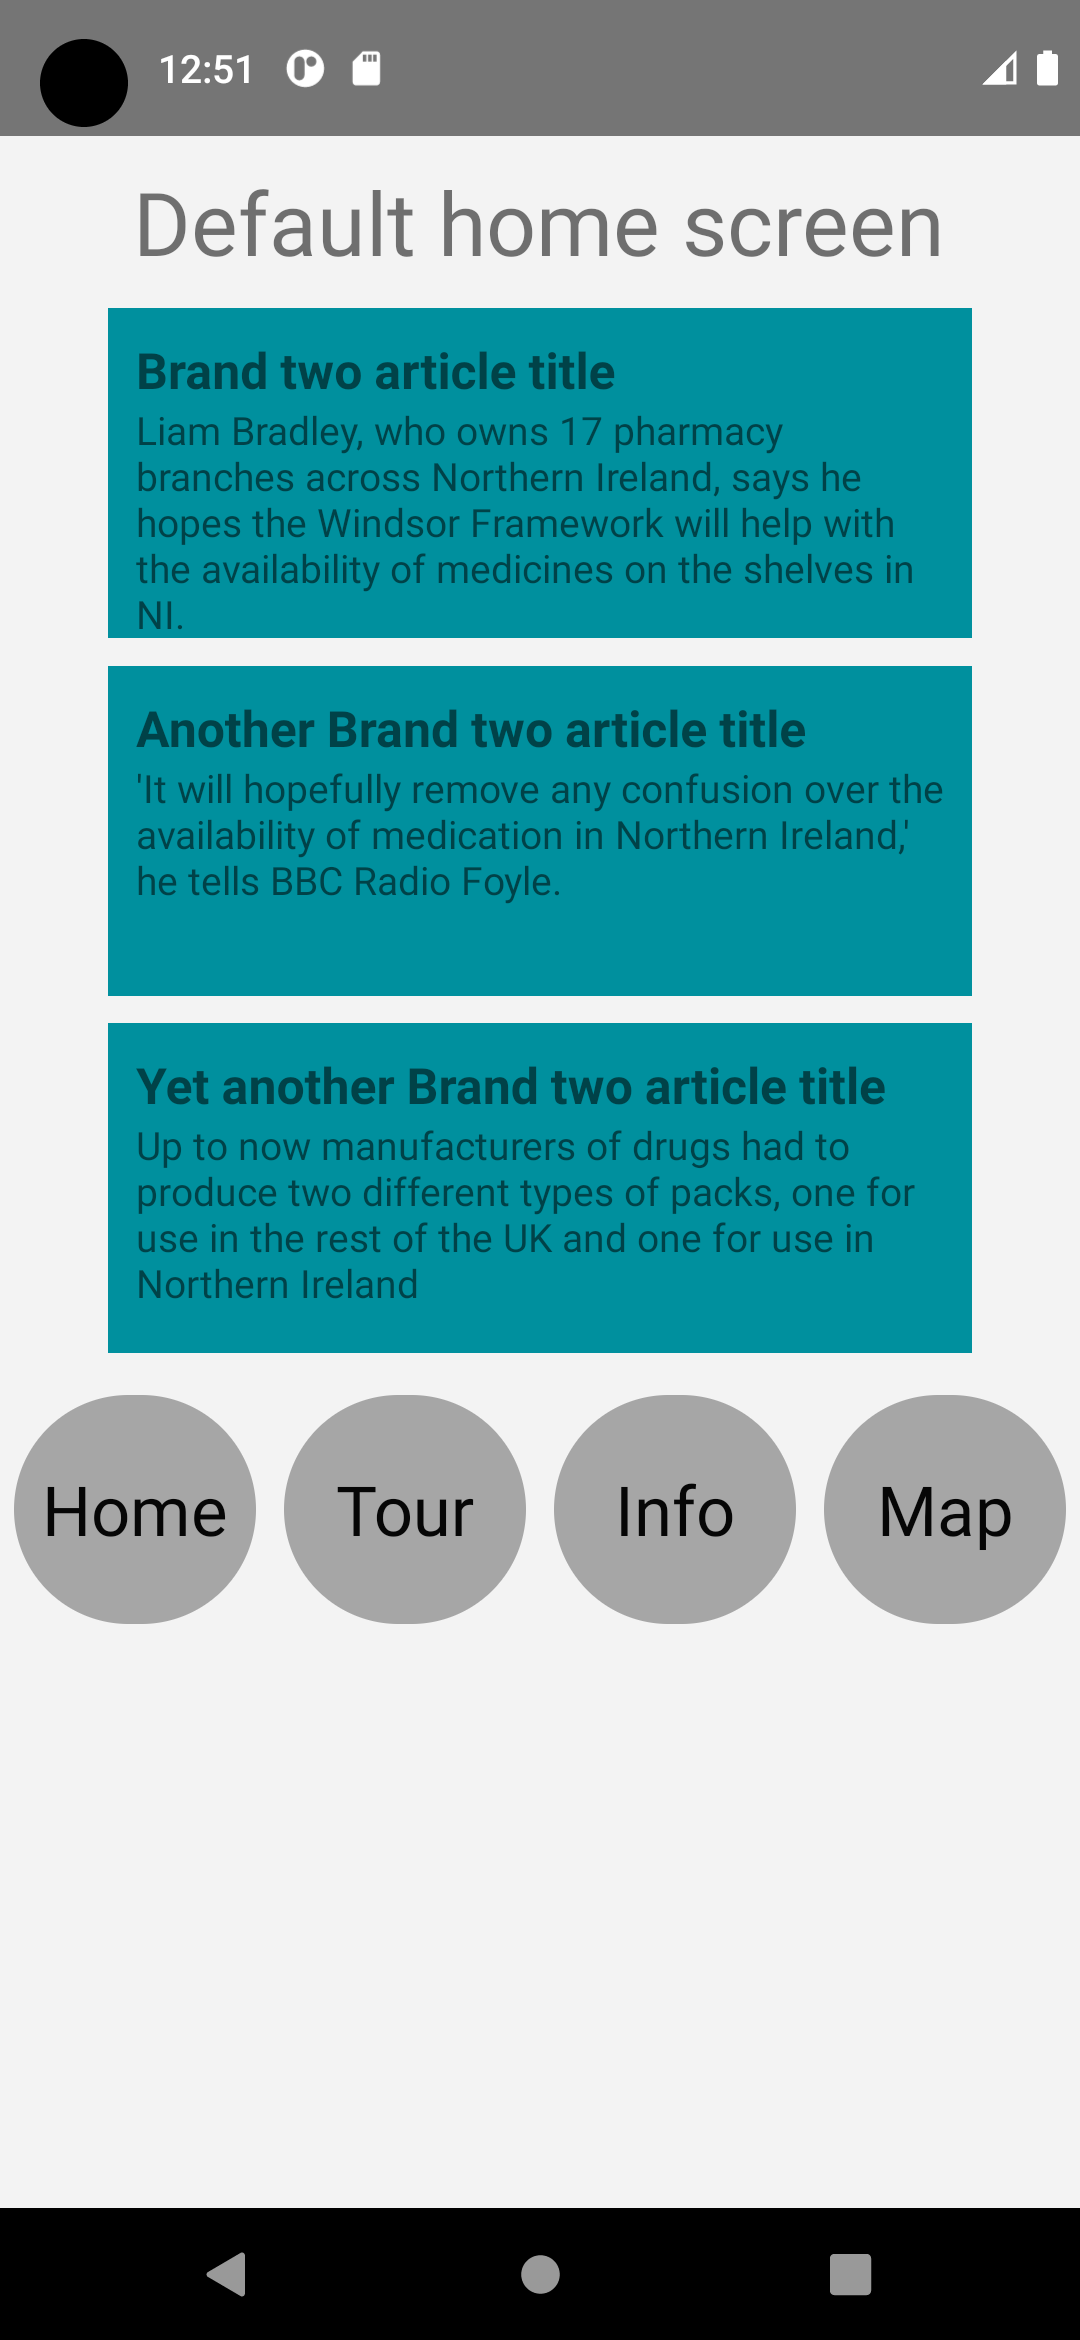 12:51
Default home screen
Brand two article title
Liam Bradley, who owns 17 pharmacy
branches across Northern Ireland, says he
hopes the Windsor Framework will help with
the availability of medicines on the shelves in
NI.
Another Brand two article title
'It will hopefully remove any confusion over the
availability of medication in Northern Ireland,'
he tells BBC Radio Foyle.
Yet another Brand two article title
Up to now manufacturers of drugs had to
produce two different types of packs, one for
use in the rest of the UK and one for use in
Northern Ireland
Home Tour Info Map